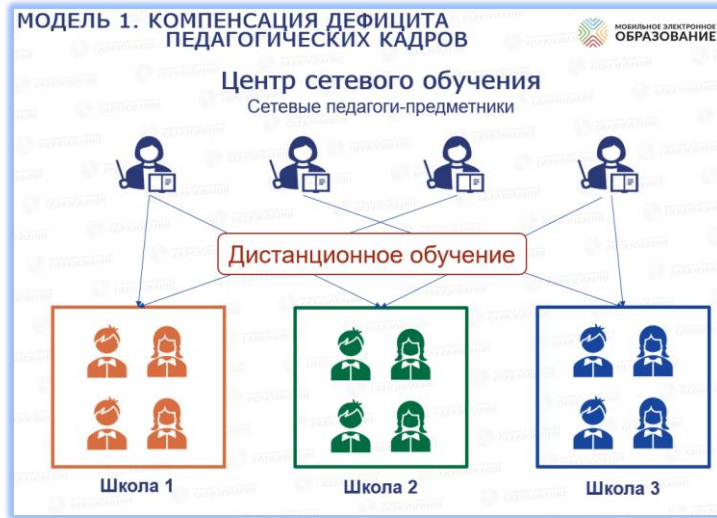 МОДЕЛЬ 1. КОМПЕНСАЦИЯ ДЕФИЦИТА
ПЕДАГОГИЧЕСКИХ КАДРОВ
МОБИЛЬНОЕ ЭЛЕКТРОННОЕ
ОБРАЗОВАНИЕ
Центр сетевого обучения
Сетевые педагоги-предметники
Дистанционное обучение
Школа 1
Школа 2
Школа 3